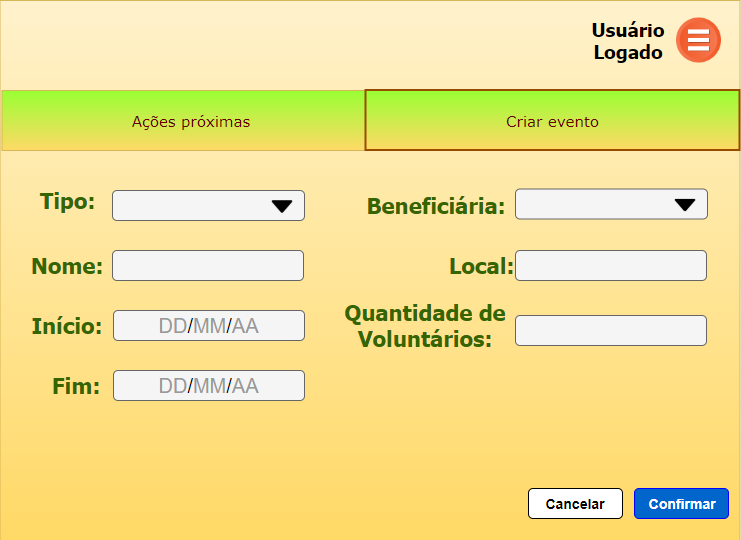 Usuário
Logado
Ações próximas
Criar evento
Tipo:
Beneficiária:
Nome:
Local:
Início:
DD/MM/AA
Quantidade de
Voluntários:
Fim:
DD/MM/AA
Cancelar
Confirmar